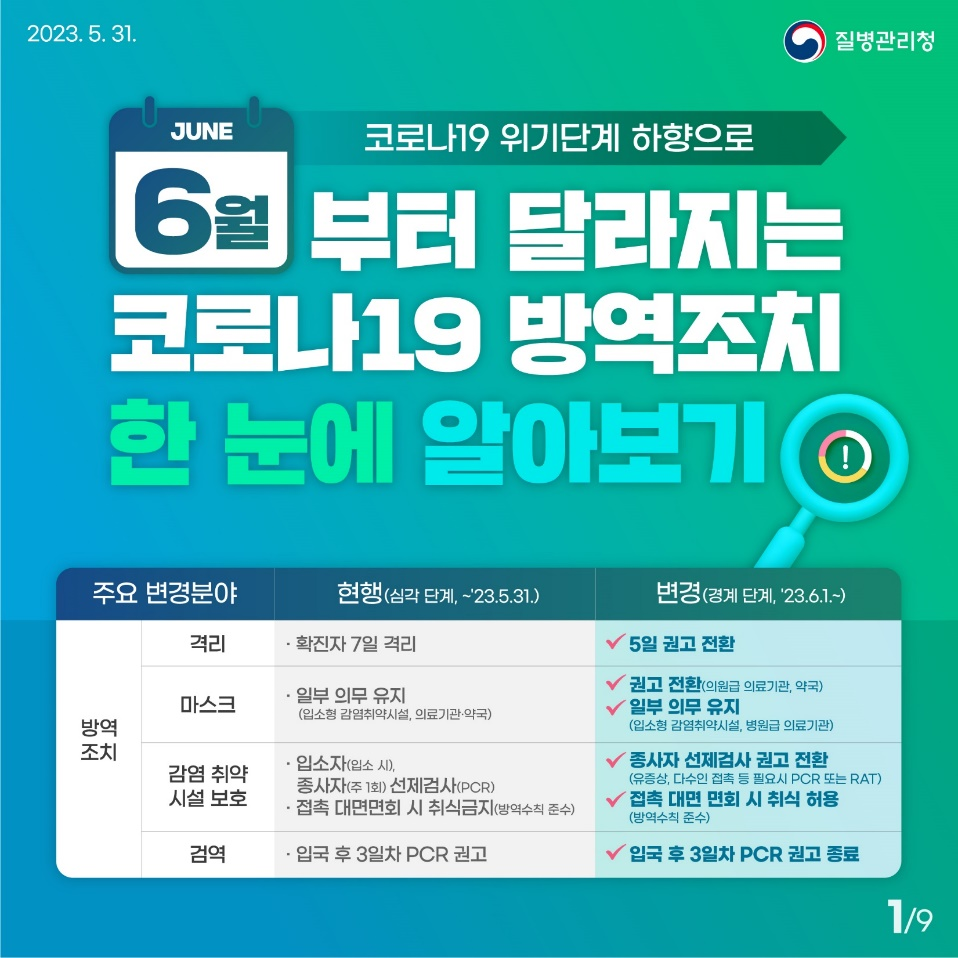 2023. 5. 31.
질병관리청
JUNE
6월
코로나19 위기단계 하향으로
부터 달라지는
코로나19 방역조치
한 눈에 알아보기
!
주요 변경분야
현행(심각 단계, ~'23.5.31.)
변경(경계 단계, '23.6.1.~)
방역
조치
격리
· 확진자 7일 격리
5일 권고 전환
마스크
· 일부 의무 유지
(입소형 감염취약시설, 의료기관·약국)
권고 전환(의원급 의료기관, 약국)
일부 의무 유지
(입소형 감염취약시설, 병원급 의료기관)
감염 취약
시설 보호
· 입소자(입소 시),
종사자(주 1회) 선제검사(PCR)
· 접촉 대면면회 시 취식금지(방역수칙 준수)
종사자 선제검사 권고 전환
(유증상, 다수인 접촉 등 필요시 PCR 또는 RAT)
접촉 대면 면회 시 취식 허용
(방역수칙 준수)
검역
· 입국 후 3일차 PCR 권고
입국 후 3일차 PCR 권고 종료
1/9